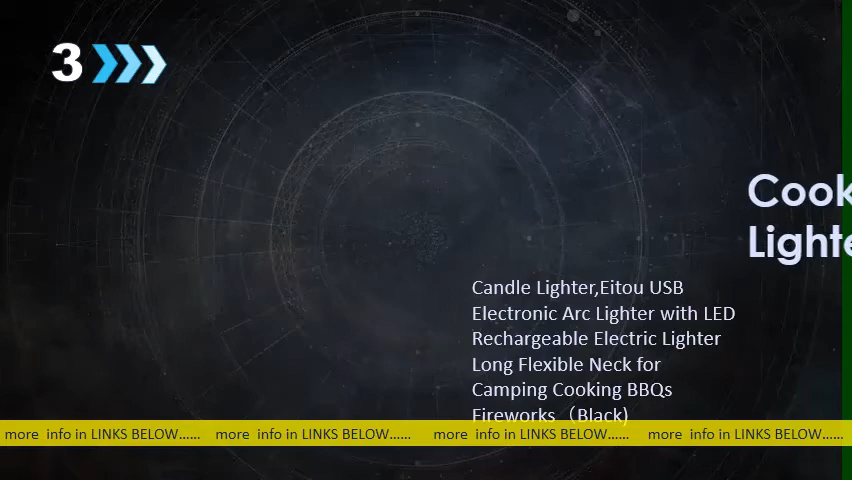 3
Candle Lighter,Eitou USB
Electronic Arc Lighter with LED
Rechargeable Electric Lighter
Long Flexible Neck for
Camping Cooking BBQs
Fireworks（Black)
more info in LINKS BELOW...... more info in LINKS BELOW...... more info in LINKS BELOW...... more info in LINKS BELOW......